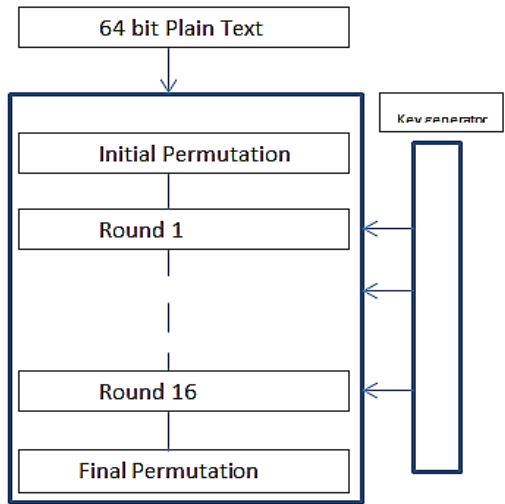 64 bit Plain Text
Key generator
Initial Permutation
Round 1
Round 16
Final Permutation